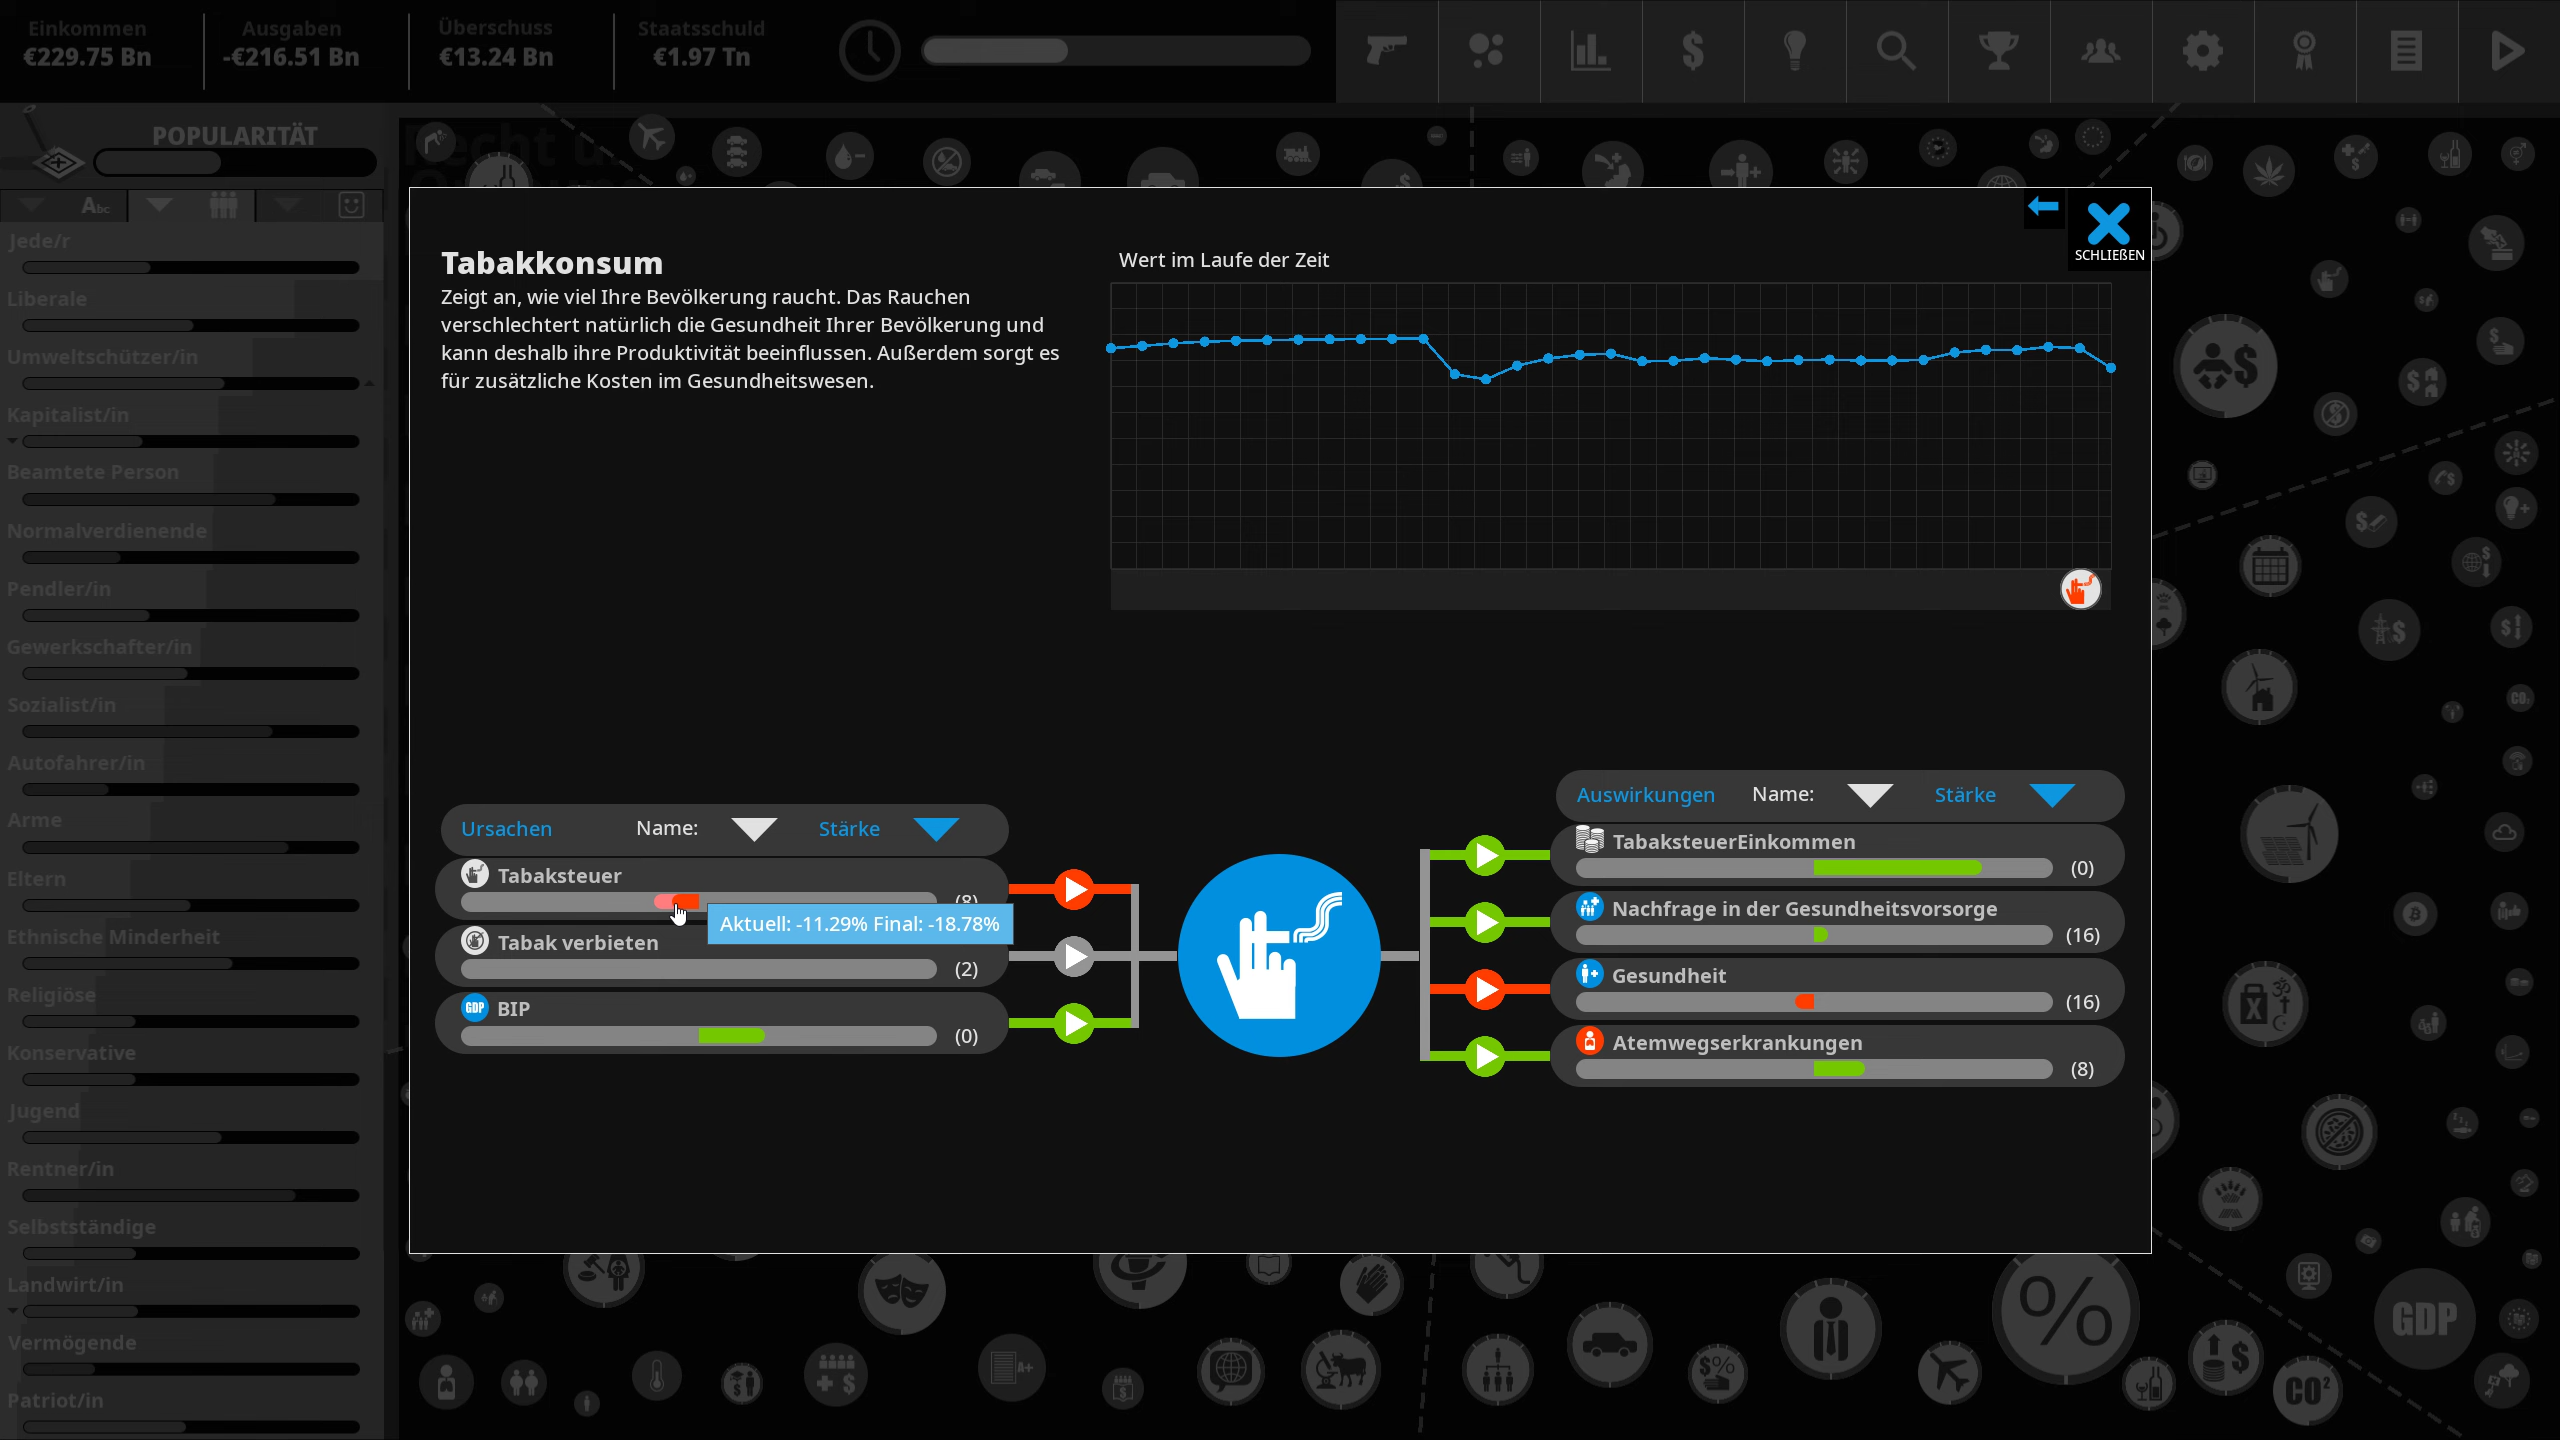 Einkommen
€229.75 Bn
Ausgaben
-€216.51 Bn
Überschuss
€13.24 Bn
Staatsschuld
€1.97 Tn
POPULARITÄT
Abc
Jede/r
Liberale
Umweltschützer/in
Kapitalist/in
Beamtete Person
Normalverdienende
Pendler/in
Gewerkschafter/in
Sozialist/in
Autofahrer/in
Arme
Eltern
Ethnische Minderheit
Religiöse
Konservative
Jugend
Rentner/in
Selbstständige
Landwirt/in
Vermögende
Patriot/in
SCHLIEßEN
Tabakkonsum
Zeigt an, wie viel Ihre Bevölkerung raucht. Das Rauchen
verschlechtert natürlich die Gesundheit Ihrer Bevölkerung und
kann deshalb ihre Produktivität beeinflussen. Außerdem sorgt es
für zusätzliche Kosten im Gesundheitswesen.
Wert im Laufe der Zeit
Ursachen Name: Stärke
Tabaksteuer
(8)
Aktuell: -11.29% Final: -18.78%
Tabak verbieten
(2)
GDP BIP
(0)
Auswirkungen Name: Stärke
TabaksteuerEinkommen
(0)
Nachfrage in der Gesundheitsvorsorge
(16)
Gesundheit
(16)
Atemwegserkrankungen
(8)
GDP
CO²